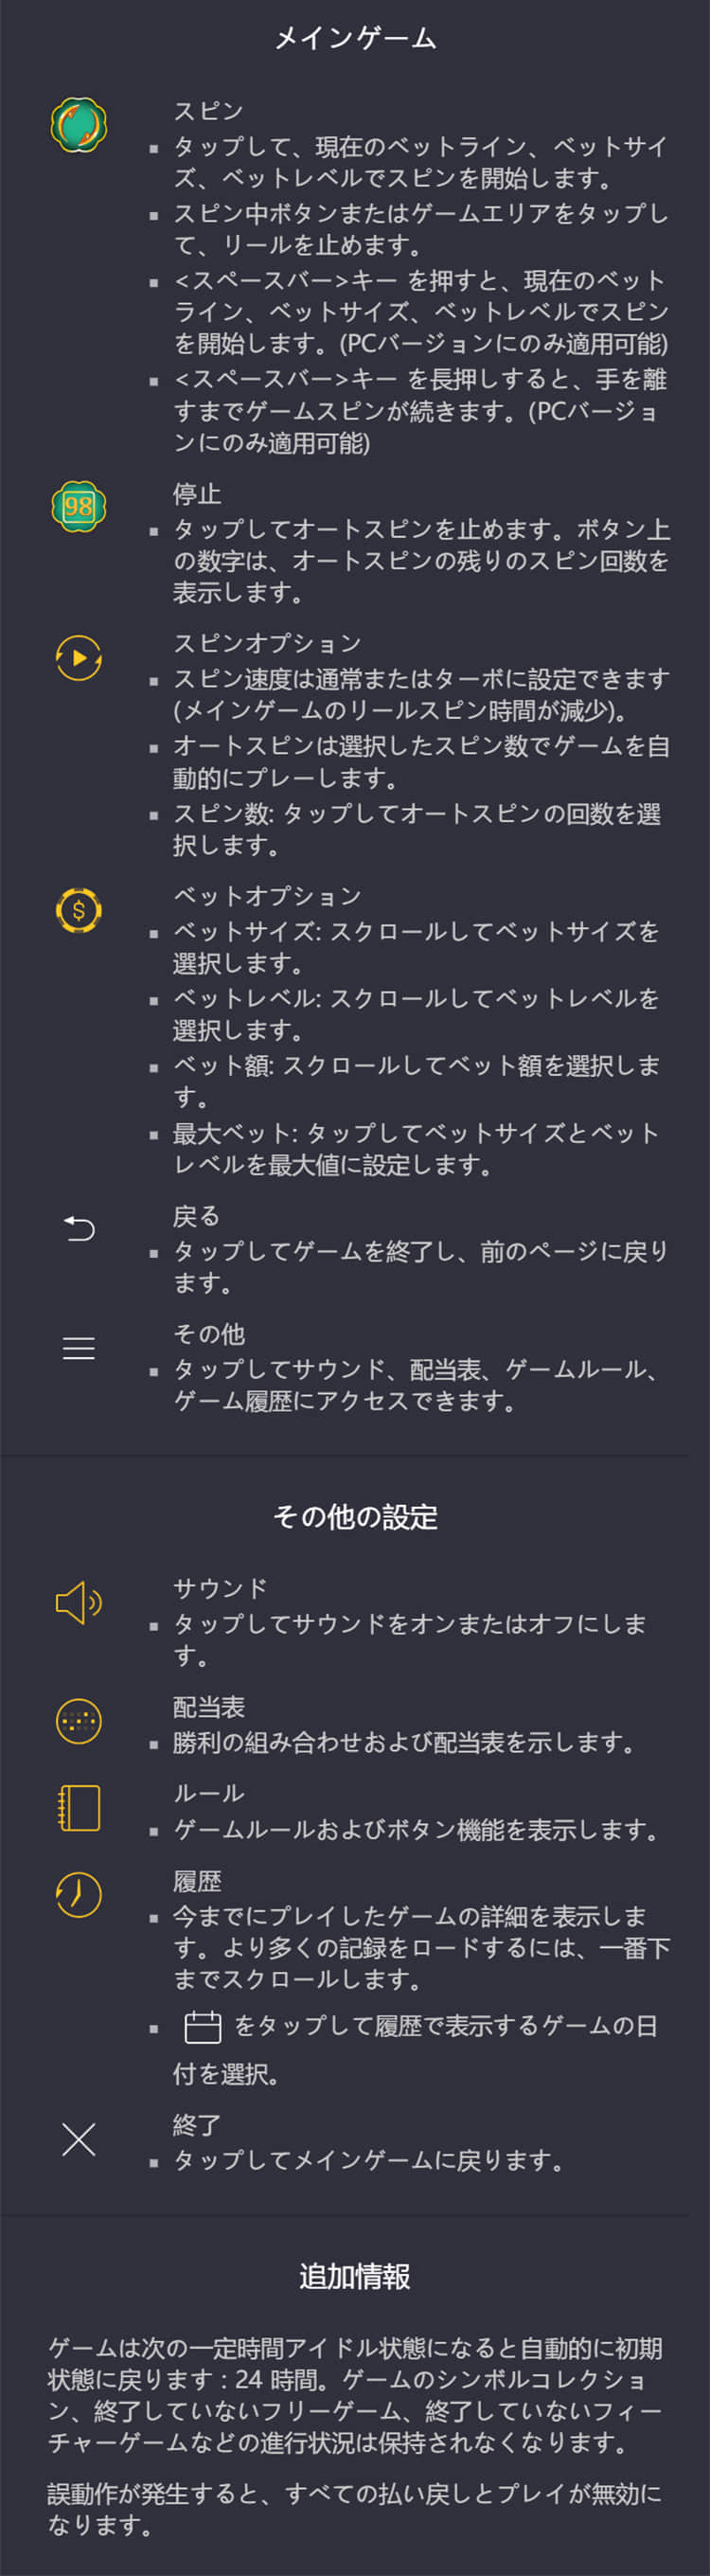 メインゲーム
スピン
▪ タップして、現在のベットライン、ベットサイ
ズ、ベットレベルでスピンを開始します。
▪ スピン中ボタンまたはゲームエリアをタップし
て、リールを止めます。
▪ <スペースバー>キー を押すと、現在のベット
ライン、ベットサイズ、ベットレベルでスピン
を開始します。(PCバージョンにのみ適用可能)
▪ <スペースバー>キー を長押しすると、手を離
すまでゲームスピンが続きます。(PCバージョ
ンにのみ適用可能)
98
停止
▪ タップしてオートスピンを止めます。ボタン上
の数字は、オートスピンの残りのスピン回数を
表示します。
スピンオプション
▪ スピン速度は通常またはターボに設定できます
(メインゲームのリールスピン時間が減少)。
▪ オートスピンは選択したスピン数でゲームを自
動的にプレーします。
▪ スピン数: タップしてオートスピンの回数を選
択します。
$
ベットオプション
▪ ベットサイズ: スクロールしてベットサイズを
選択します。
▪ ベットレベル: スクロールしてベットレベルを
選択します。
▪ ベット額: スクロールしてベット額を選択しま
す。
▪ 最大ベット: タップしてベットサイズとベット
レベルを最大値に設定します。
戻る
▪ タップしてゲームを終了し、前のページに戻り
ます。
その他
▪ タップしてサウンド、配当表、ゲームルール、
ゲーム履歴にアクセスできます。
その他の設定
サウンド
▪ タップしてサウンドをオンまたはオフにしま
す。
配当表
▪ 勝利の組み合わせおよび配当表を示します。
ルール
▪ ゲームルールおよびボタン機能を表示します。
履歴
▪ 今までにプレイしたゲームの詳細を表示しま
す。より多くの記録をロードするには、一番下
までスクロールします。
▪ をタップして履歴で表示するゲームの日
付を選択。
終了
▪ タップしてメインゲームに戻ります。
追加情報
ゲームは次の一定時間アイドル状態になると自動的に初期
状態に戻ります : 24 時間。ゲームのシンボルコレクショ
ン、終了していないフリーゲーム、終了していないフィー
チャーゲームなどの進行状況は保持されなくなります。
誤動作が発生すると、すべての払い戻しとプレイが無効に
なります。